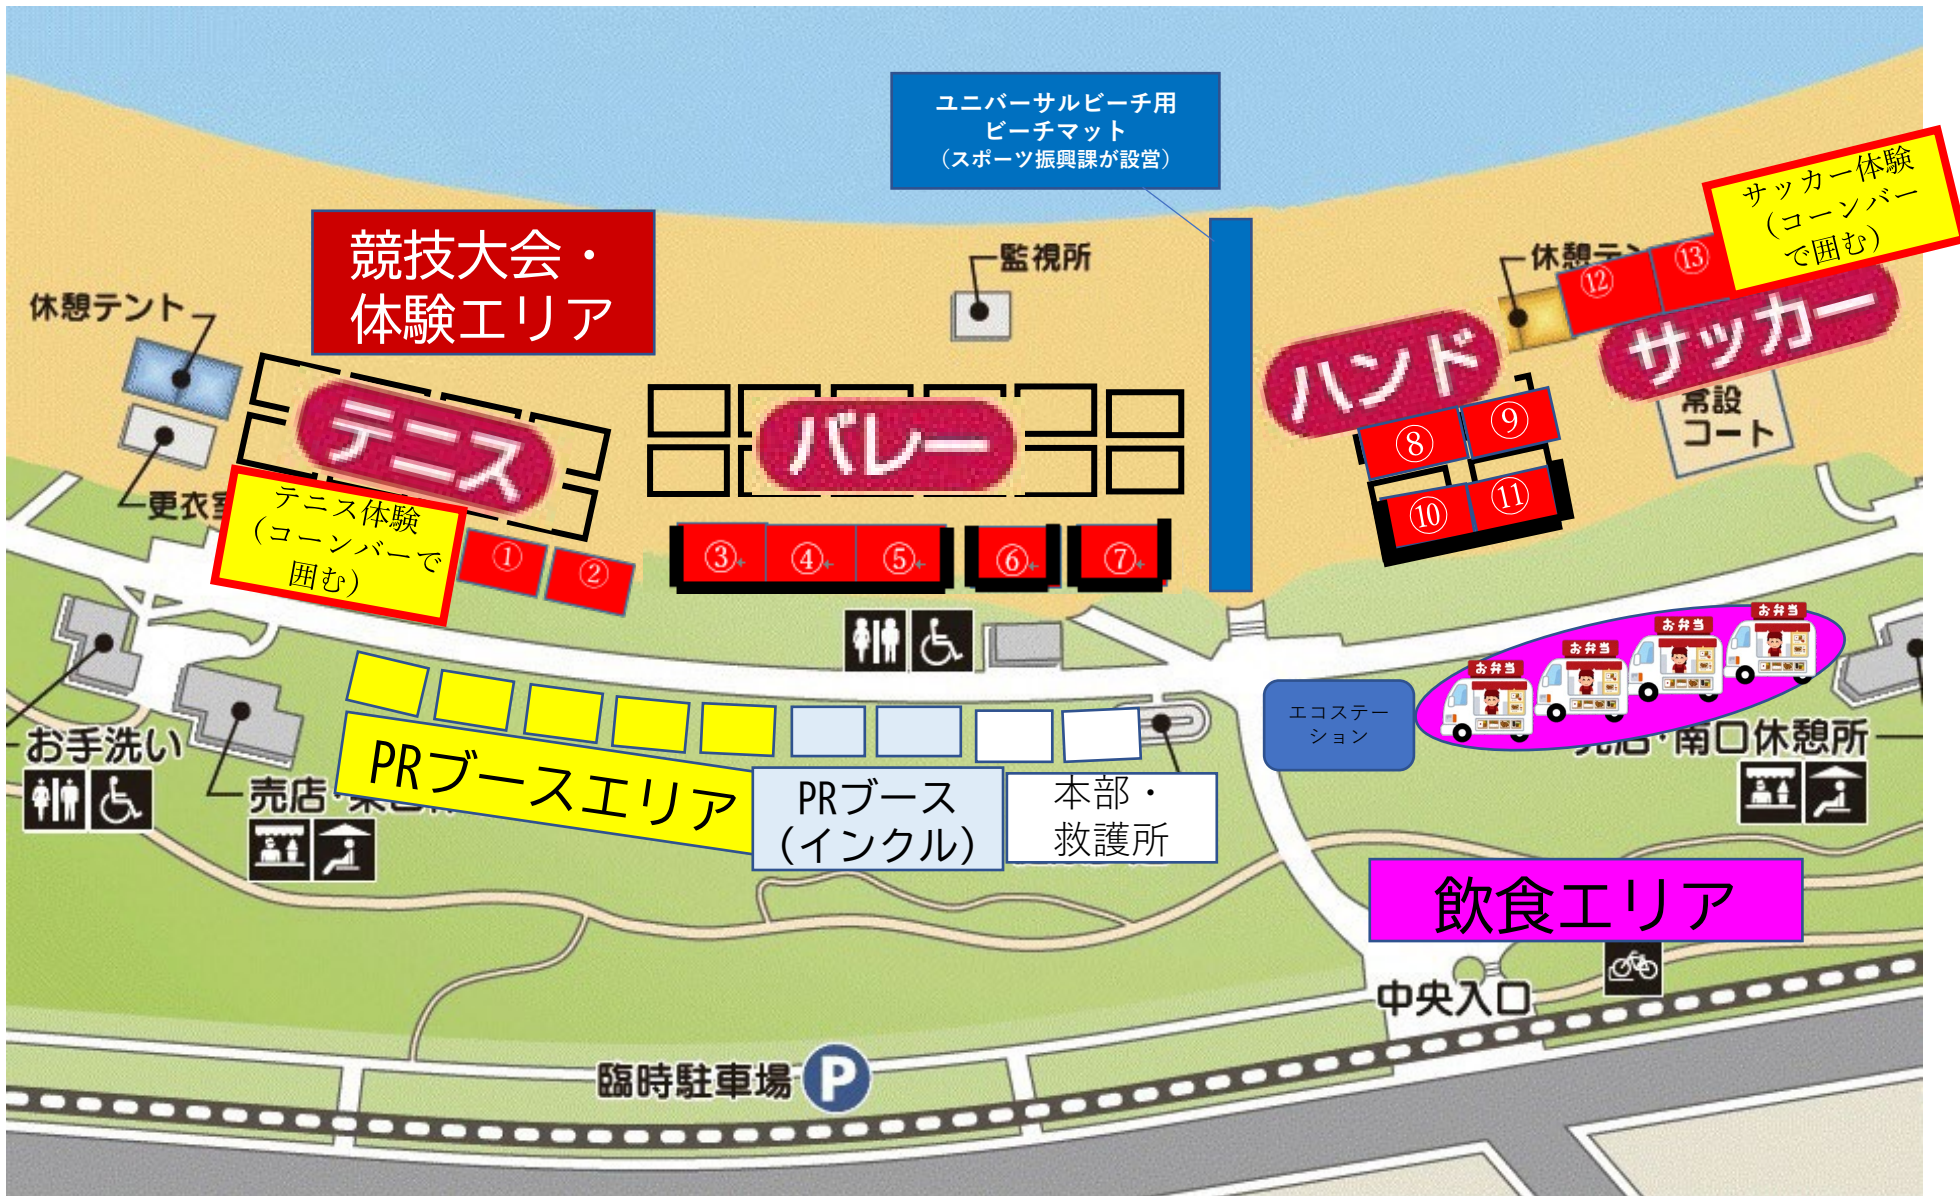 ユニバーサルビーチ用
ビーチマット
（スポーツ振興課が設営）
サッカー体験
（コーンバー
で囲む）
競技大会・
体験エリア
監視所
休憩テン
⑫
⑬
休憩テント
ハンド
サッカー
テニス
バレー
常設
コート
⑧
⑨
⑩
⑪
更衣室
テニス体験
（コーンバーで
囲む）
①
②
③
④
⑤
⑥
⑦
お弁当
お弁当
お弁当
お弁当
エコステー
ション
お手洗い
売店・
PRブースエリア
PRブース
（インクル）
本部・
救護所
売店・南口休憩所
飲食エリア
中央入口
臨時駐車場 P